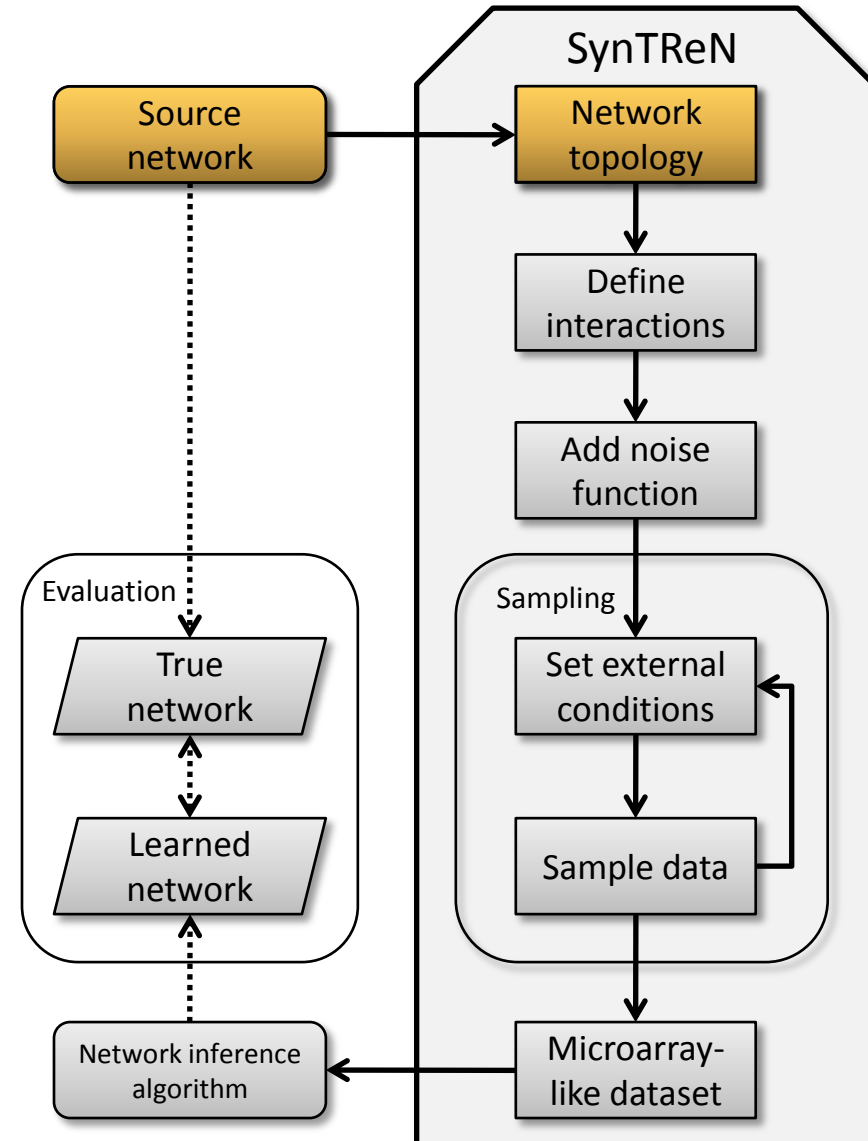 SynTReN
Source
network
Network
topology
Define
interactions
Add noise
function
Evaluation
Sampling
True
network
Set external
conditions
Learned
network
Sample data
Network inference
algorithm
Microarray-
like dataset